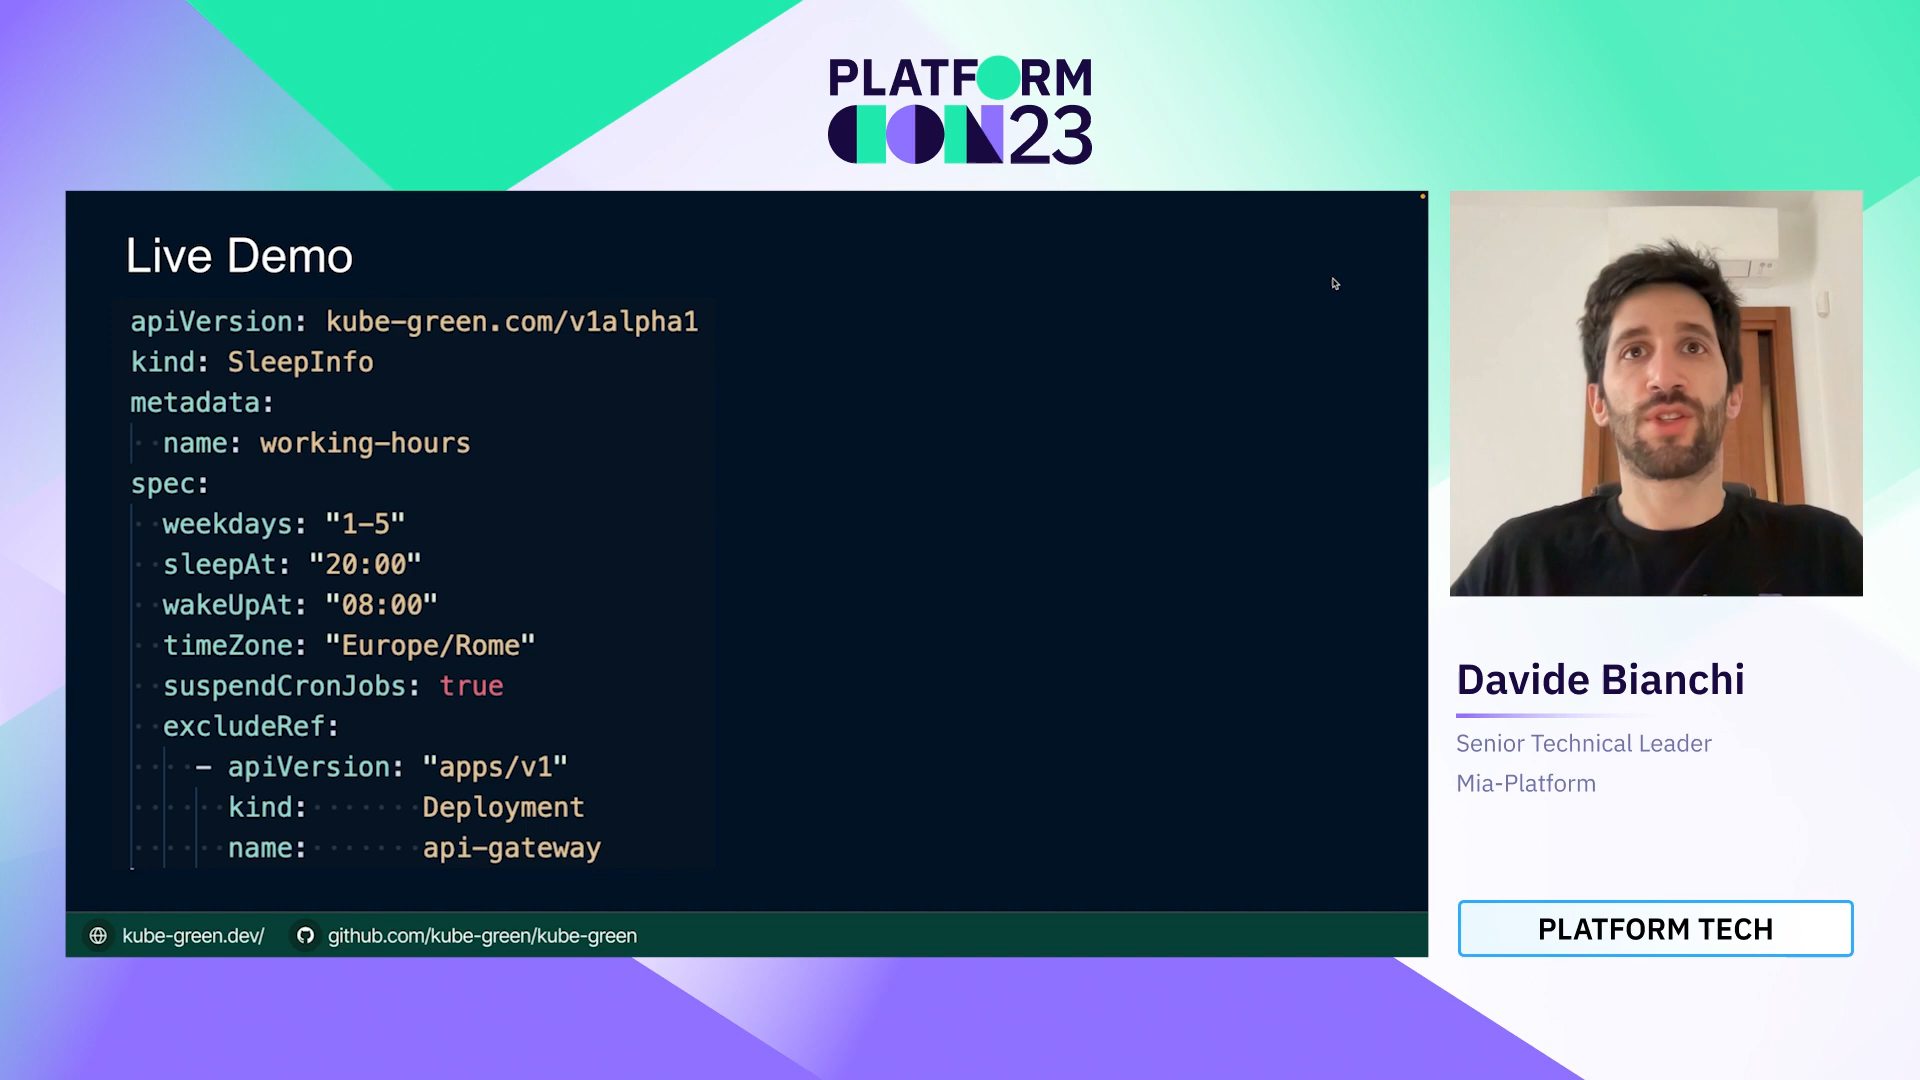 PLATFORM
CON23
Live Demo
apiVersion: kube-green.com/v1alpha1
kind: SleepInfo
metadata:
name: working-hours
spec:
weekdays: "1-5"
sleepAt: "20:00"
wakeUpAt: "08:00"
timeZone: "Europe/Rome"
suspendCronJobs: true
excludeRef:
- apiVersion: "apps/v1"
kind: Deployment
name: api-gateway
kube-green.dev/ github.com/kube-green/kube-green
Davide Bianchi
Senior Technical Leader
Mia-Platform
PLATFORM TECH